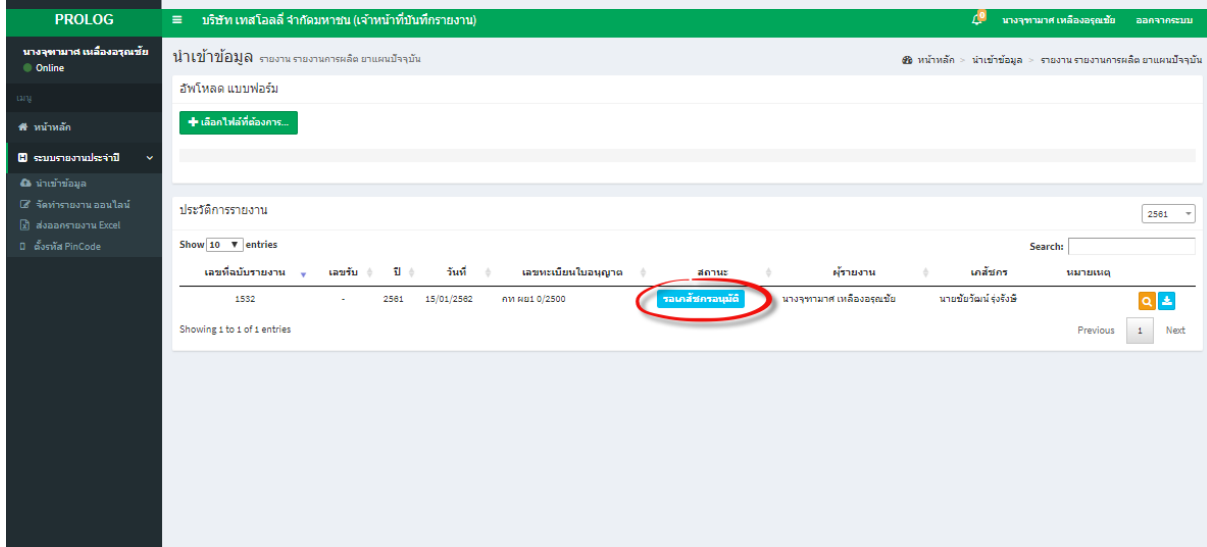 PROLOG
บริษัท เทสโอลลี่ จำกัดมหาชน (เจ้าหน้าที่บันทึกรายงาน)
0
นางจุฑามาศ เหลืองอรุณชัย
ออกจากระบบ
นางจุฑามาศ เหลืองอรุณชัย
Online
นำเข้าข้อมูล รายงาน รายงานการผลิต ยาแผนปัจจุบัน
หน้าหลัก > นำเข้าข้อมูล > รายงาน รายงานการผลิต ยาแผนปัจจุบัน
เมนู
หน้าหลัก
ระบบรายงานประจำปี
นำเข้าข้อมูล
จัดทำรายงาน ออนไลน์
ส่งออกรายงาน Excel
ตั้งรหัส PinCode
อัพโหลด แบบฟอร์ม
เลือกไฟล์ที่ต้องการ...
ประวัติการรายงาน
2561
Show 10 entries
Search:
เลขที่ฉบับรายงาน เลขรับ ปี วันที่ เลขทะเบียนใบอนุญาต สถานะ ผู้รายงาน เภสัชกร หมายเหตุ
1532 - 2561 15/01/2562 กท ผย1 0/2500 รอเภสัชกรอนุมัติ นางจุฑามาศ เหลืองอรุณชัย นายชัยวัฒน์ รุ่งรังษี
Showing 1 to 1 of 1 entries
Previous 1 Next